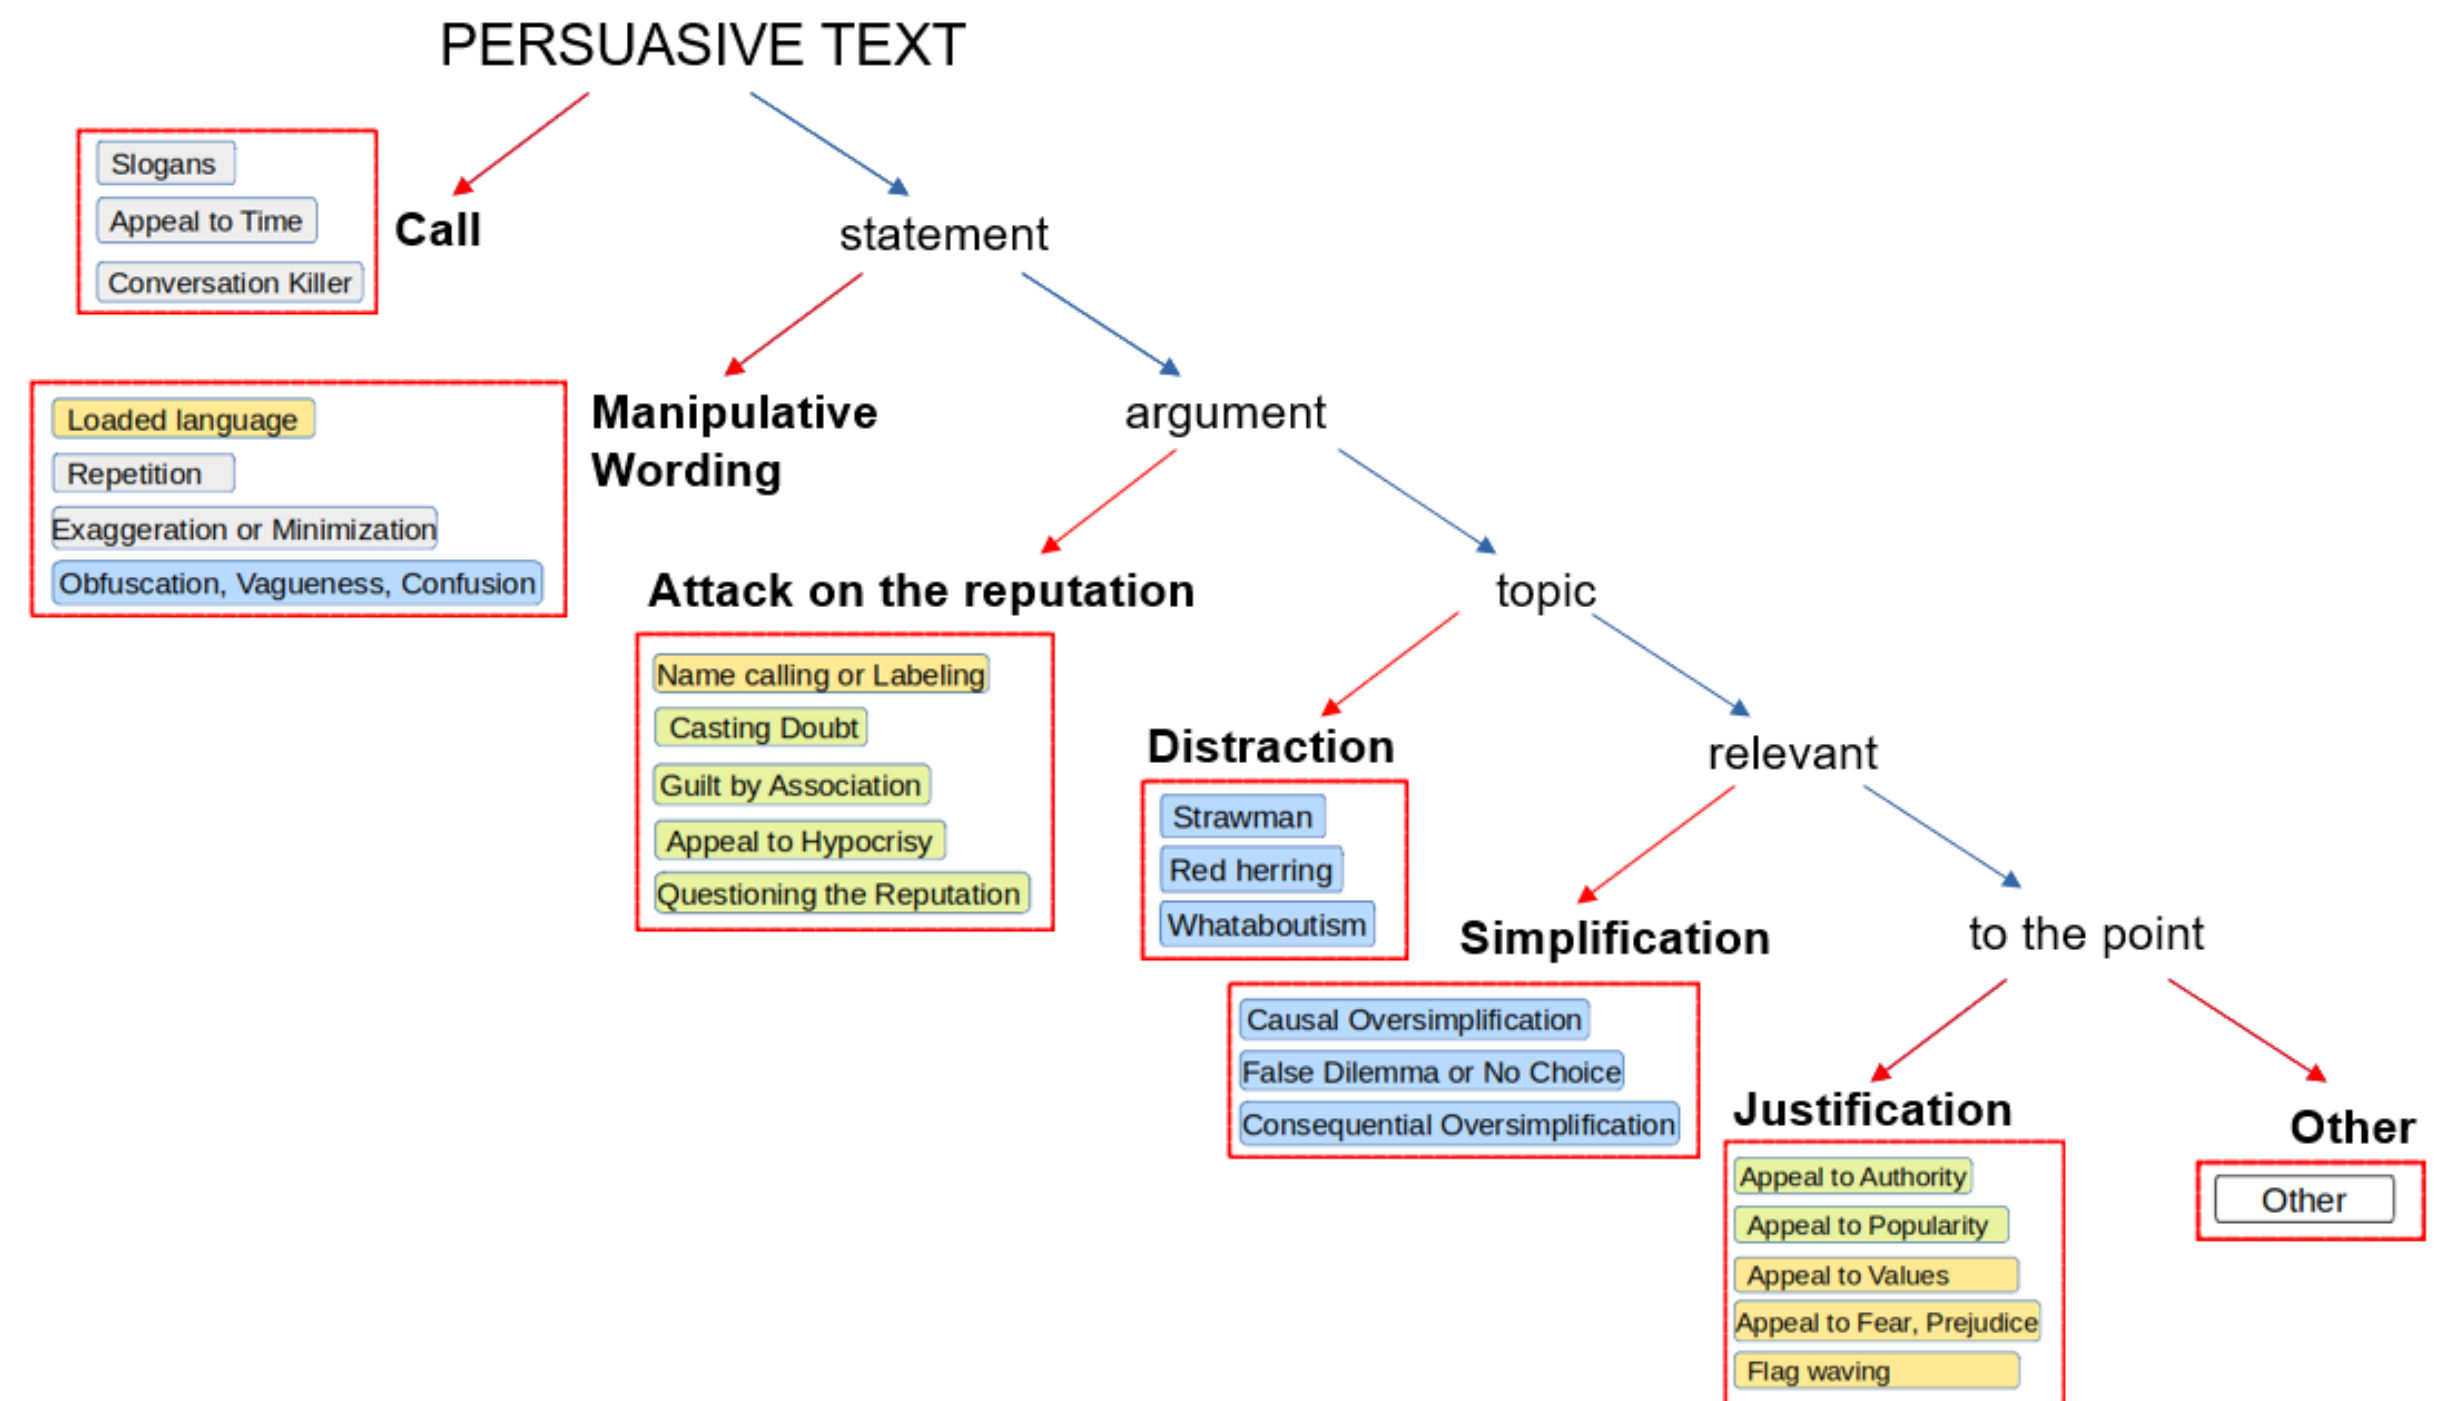 PERSUASIVE TEXT
Slogans
Appeal to Time
Conversation Killer
Call
statement
Loaded language
Repetition
Exaggeration or Minimization
Obfuscation, Vagueness, Confusion
Manipulative
Wording
argument
Attack on the reputation
Name calling or Labeling
Casting Doubt
Guilt by Association
Appeal to Hypocrisy
Questioning the Reputation
topic
Distraction
Strawman
Red herring
Whataboutism
relevant
Simplification
Causal Oversimplification
False Dilemma or No Choice
Consequential Oversimplification
to the point
Justification
Appeal to Authority
Appeal to Popularity
Appeal to Values
Appeal to Fear, Prejudice
Flag waving
Other
Other